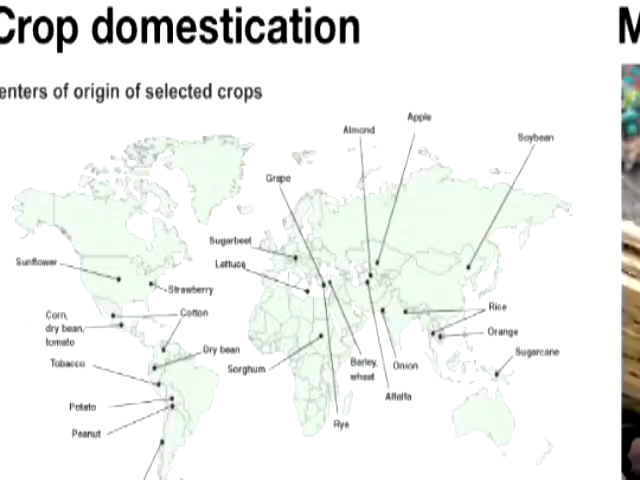 Crop domestication
M
enters of origin of selected crops
Apple
Almond
Soybean
Grape
Sugarbeet
Lettuce
Sunflower
Strawberry
Corn,
dry bean,
tomato
Cotton
Rice
Orange
Dry bean
Sugarcane
Tobacco
Sorghum
Barley,
wheat
Onion
Alfalfa
Potato
Peanut
Rye